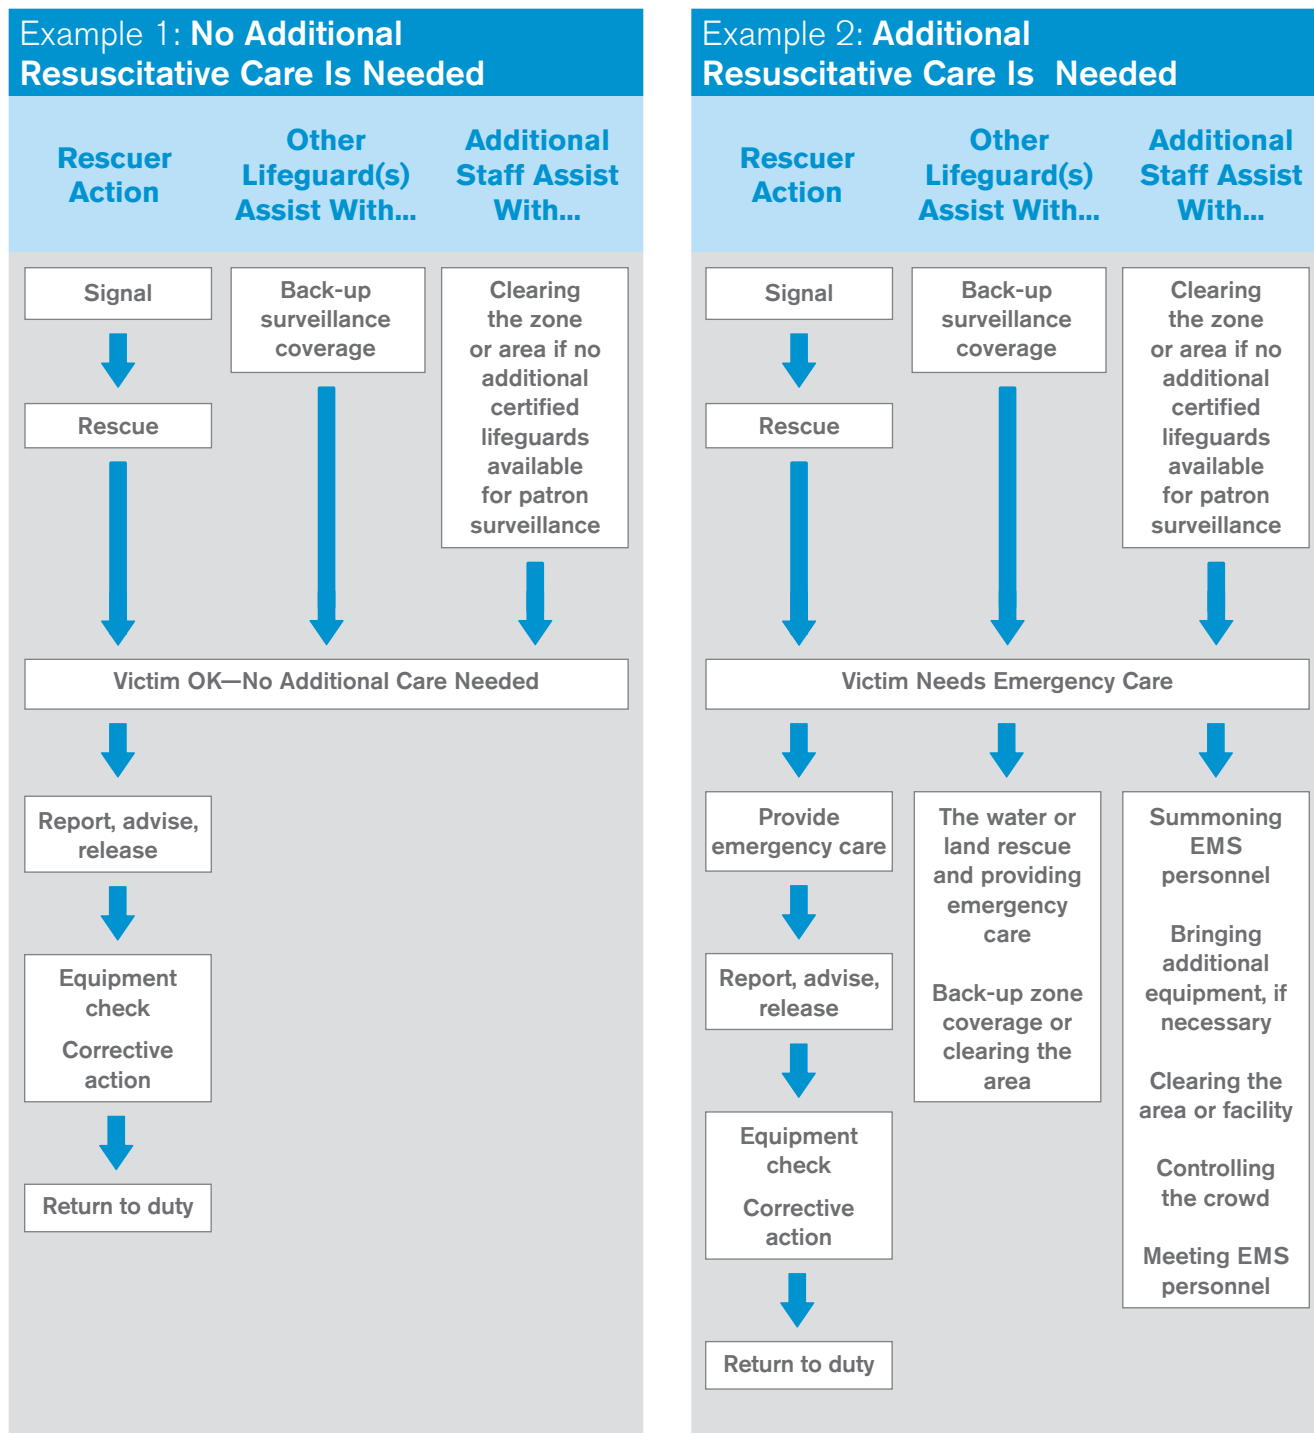 Example 1: No Additional
Resuscitative Care Is Needed
Rescuer
Action
Other
Lifeguard(s)
Assist With...
Additional
Staff Assist
With...
Signal
Rescue
Back-up
surveillance
coverage
Clearing
the zone
or area if no
additional
certified
lifeguards
available
for patron
surveillance
Victim OK—No Additional Care Needed
Report, advise,
release
Equipment
check
Corrective
action
Return to duty
Example 2: Additional
Resuscitative Care Is Needed
Rescuer
Action
Other
Lifeguard(s)
Assist With...
Additional
Staff Assist
With...
Signal
Rescue
Back-up
surveillance
coverage
Clearing
the zone
or area if no
additional
certified
lifeguards
available
for patron
surveillance
Victim Needs Emergency Care
Provide
emergency care
Report, advise,
release
Equipment
check
Corrective
action
Return to duty
The water or
land rescue
and providing
emergency
care
Back-up zone
coverage or
clearing the
area
Summoning
EMS
personnel
Bringing
additional
equipment, if
necessary
Clearing the
area or facility
Controlling
the crowd
Meeting EMS
personnel